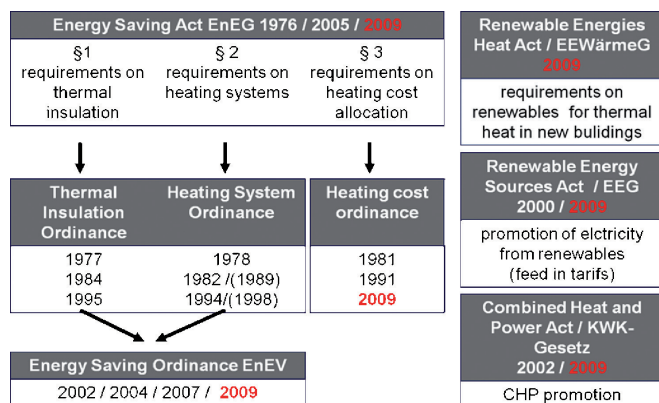 Energy Saving Act EnEG 1976 / 2005 / 2009
§1
requirements on
thermal
insulation
§ 2
requirements on
heating systems
§ 3
requirements on
heating cost
allocation
Thermal
Insulation
Ordinance
1977
1984
1995
Heating System
Ordinance
1978
1982 /(1989)
1994/(1998)
Heating cost
ordinance
1981
1991
2009
Energy Saving Ordinance EnEV
2002 / 2004 / 2007 / 2009
Renewable Energies
Heat Act / EEWärmeG
2009
requirements on
renewables for thermal
heat in new bulidings
Renewable Energy
Sources Act / EEG
2000 / 2009
promotion of elctricity
from renewables
(feed in tarifs)
Combined Heat and
Power Act / KWK-
Gesetz
2002 / 2009
CHP promotion